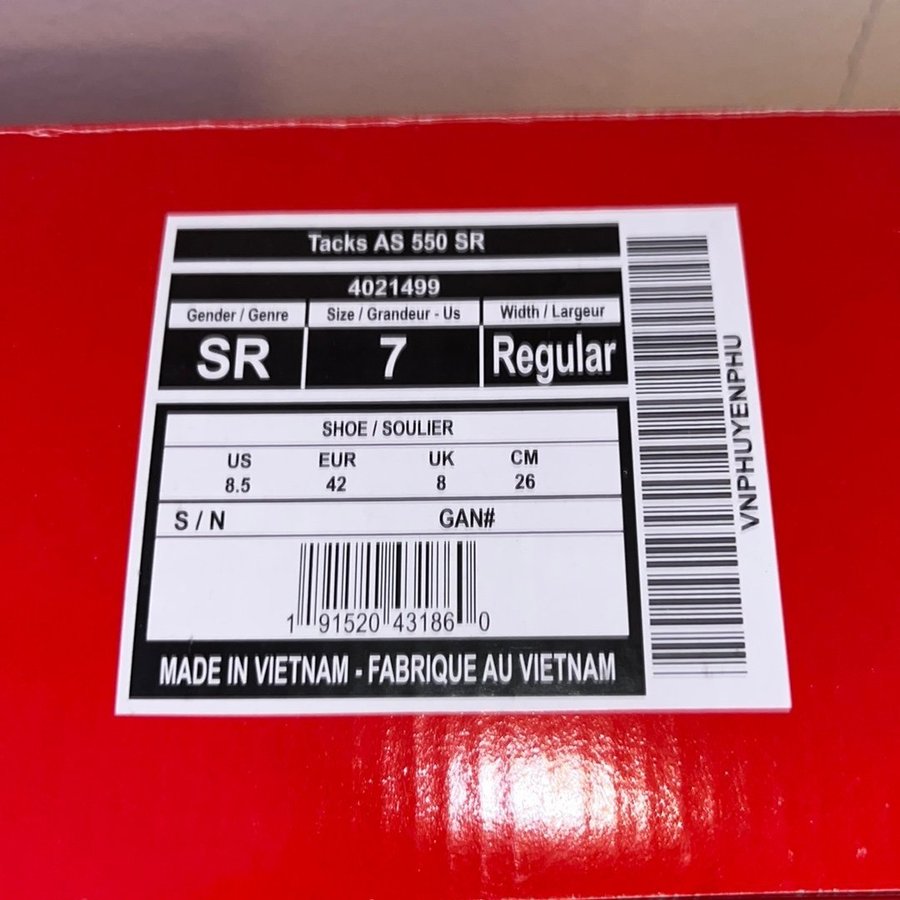 Tacks AS 550 SR
4021499
Gender / Genre Size / Grandeur - Us Width / Largeur
SR 7 Regular
SHOE / SOULIER
US EUR UK CM
8.5 42 8 26
S / N GAN#
1 91520 43186 0
MADE IN VIETNAM - FABRIQUE AU VIETNAM
VNPHUYENPHU